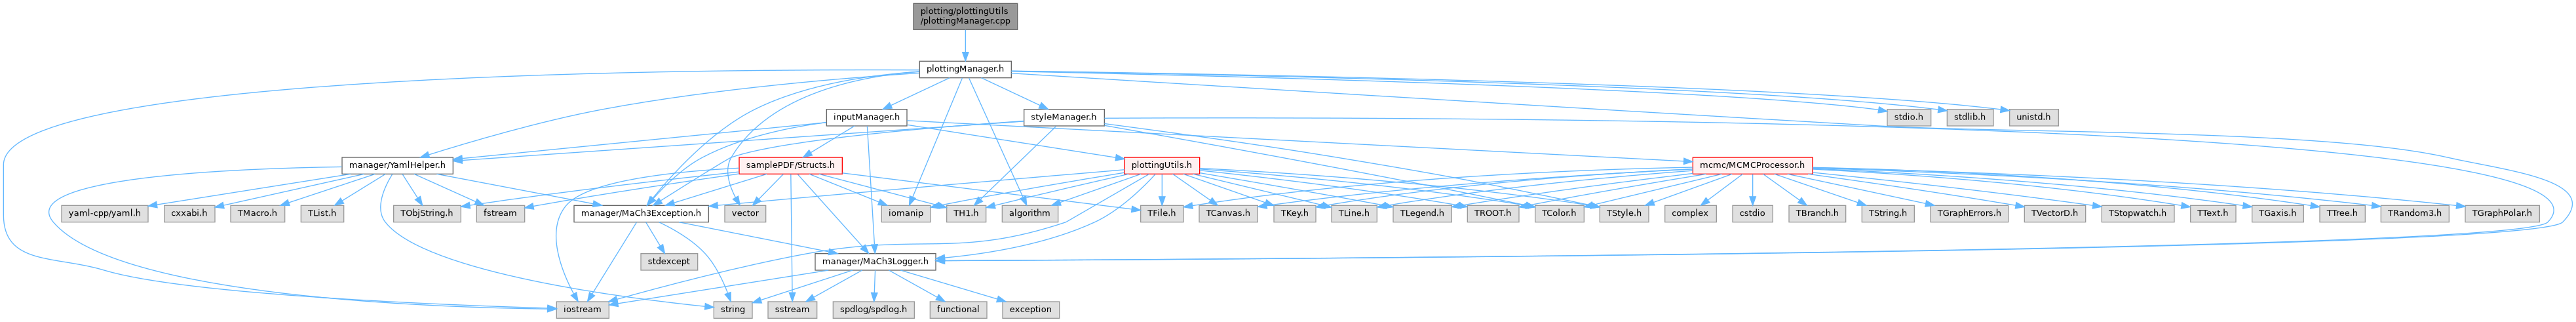 plotting/plottingUtils
/plottingManager.cpp
plottingManager.h
inputManager.h
styleManager.h
stdio.h
stdlib.h
unistd.h
manager/YamlHelper.h
samplePDF/Structs.h
plottingUtils.h
mcmc/MCMCProcessor.h
yaml-cpp/yaml.h
cxxabi.h
TMacro.h
TList.h
TObjString.h
fstream
manager/MaCh3Exception.h
vector
iomanip
TH1.h
algorithm
TFile.h
TCanvas.h
TKey.h
TLine.h
TLegend.h
TROOT.h
TColor.h
TStyle.h
complex
cstdio
TBranch.h
TString.h
TGraphErrors.h
TVectorD.h
TStopwatch.h
TText.h
TGaxis.h
TTree.h
TRandom3.h
TGraphPolar.h
stdexcept
manager/MaCh3Logger.h
iostream
string
sstream
spdlog/spdlog.h
functional
exception